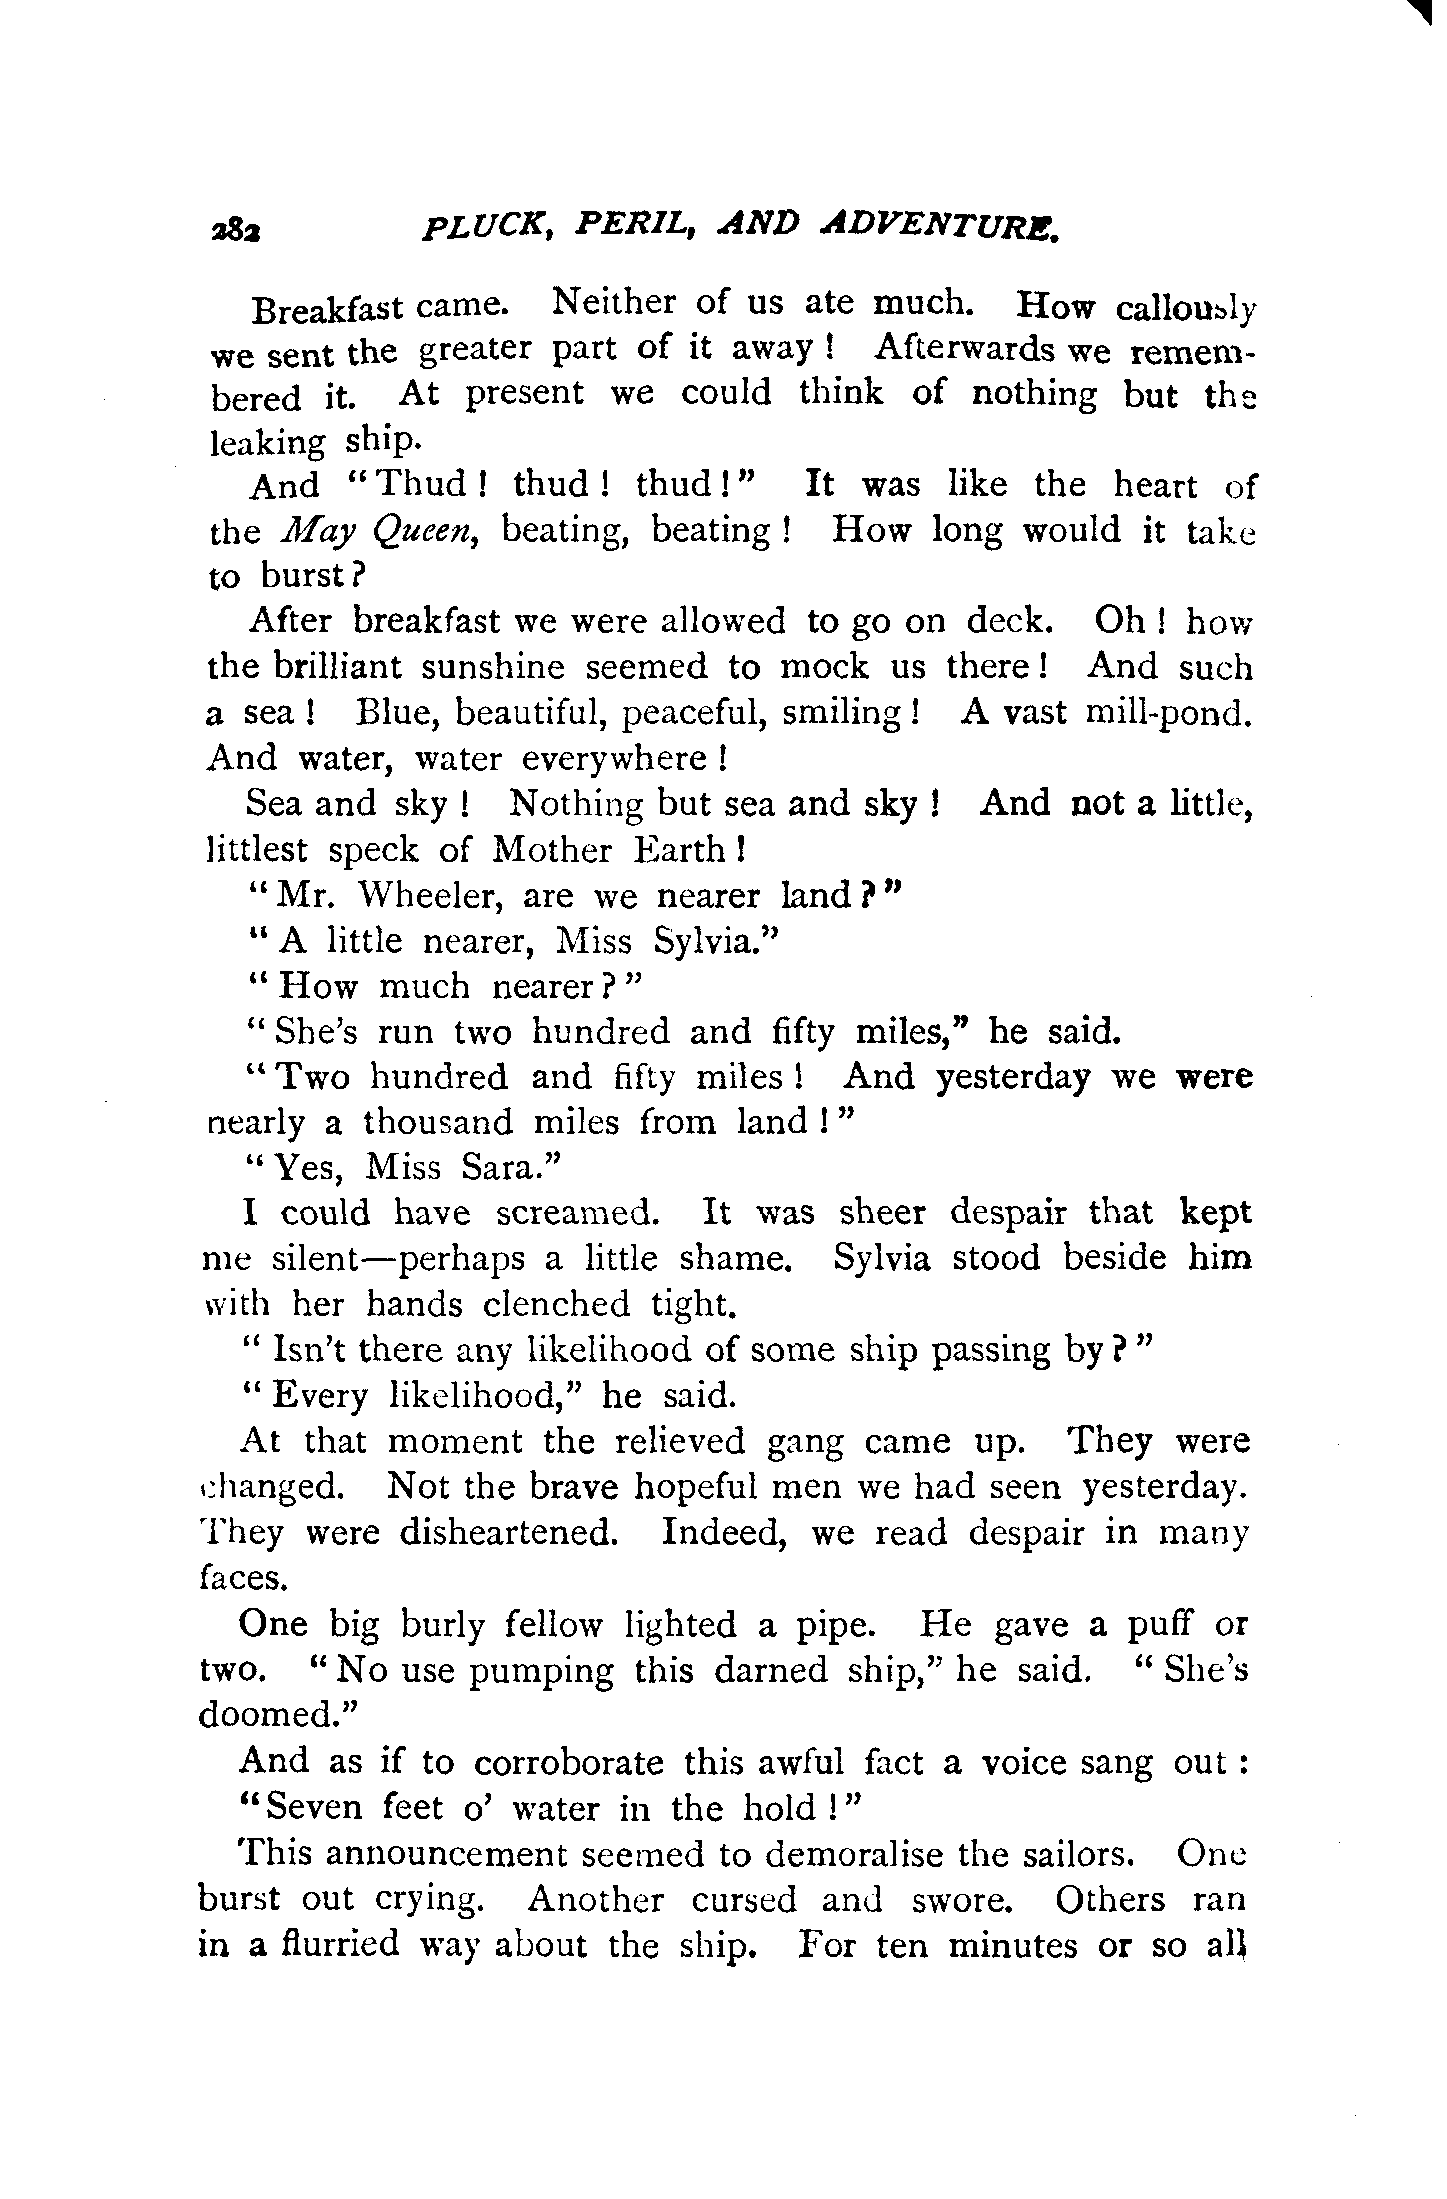 282 PLUCK, PERIL, AND ADVENTURE.
Breakfast came. Neither of us ate much. How callously
we sent the greater part of it away! Afterwards we remem-
bered it. At present we could think of nothing but the
leaking ship.
And "Thud! thud! thud!" It was like the heart of
the May Queen, beating, beating! How long would it take
to burst?
After breakfast we were allowed to go on deck. Oh! how
the brilliant sunshine seemed to mock us there! And such
a sea! Blue, beautiful, peaceful, smiling! A vast mill-pond.
And water, water everywhere!
Sea and sky! Nothing but sea and sky! And not a little,
littlest speck of Mother Earth!
"Mr. Wheeler, are we nearer land?"
"A little nearer, Miss Sylvia."
"How much nearer?"
"She's run two hundred and fifty miles," he said.
"Two hundred and fifty miles! And yesterday we were
nearly a thousand miles from land!"
"Yes, Miss Sara."
I could have screamed. It was sheer despair that kept
me silent—perhaps a little shame. Sylvia stood beside him
with her hands clenched tight.
"Isn't there any likelihood of some ship passing by?"
"Every likelihood," he said.
At that moment the relieved gang came up. They were
changed. Not the brave hopeful men we had seen yesterday.
They were disheartened. Indeed, we read despair in many
faces.
One big burly fellow lighted a pipe. He gave a puff or
two. "No use pumping this darned ship," he said. "She's
doomed."
And as if to corroborate this awful fact a voice sang out:
"Seven feet o' water in the hold!"
This announcement seemed to demoralise the sailors. One
burst out crying. Another cursed and swore. Others ran
in a flurried way about the ship. For ten minutes or so all